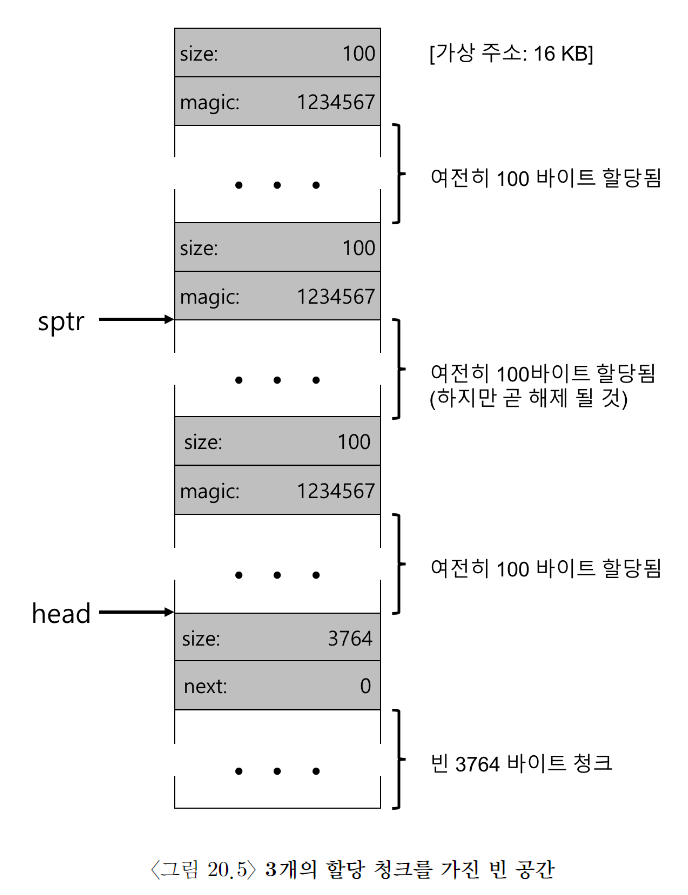 size: 100
[가상 주소: 16 KB]
magic: 1234567
여전히 100 바이트 할당됨
size: 100
magic: 1234567
sptr
여전히 100바이트 할당됨
(하지만 곧 해제 될 것)
size: 100
magic: 1234567
여전히 100 바이트 할당됨
head
size: 3764
next: 0
빈 3764 바이트 청크
〈그림 20.5〉 3개의 할당 청크를 가진 빈 공간